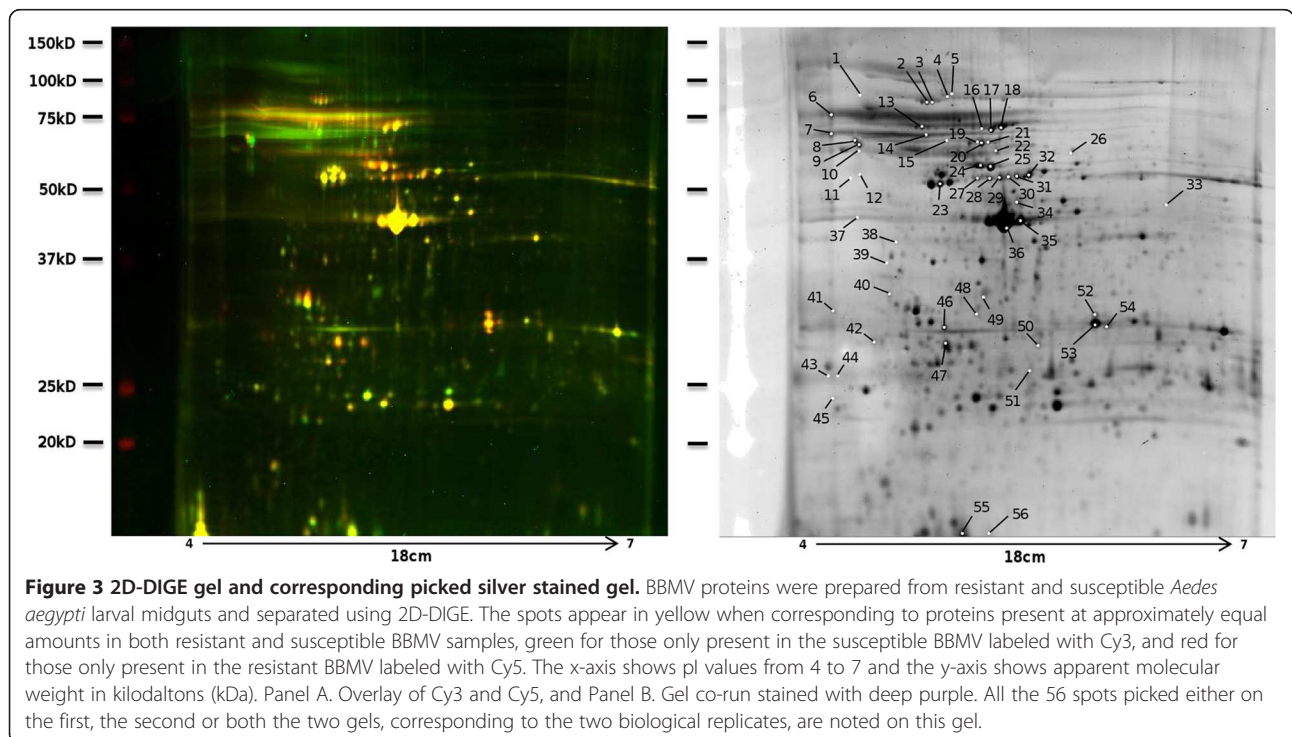 150kD
100kD
75kD
50kD
37kD
25kD
20kD
4
18cm
7
1
2 3 4 5
6
13
16 17 18
7
8
14
19
21
9
15
20
22
26
10
24
25
32
11
12
23
27
28 29
30
31
33
34
37
38
35
36
39
40
41
46
48
49
52
54
42
50
53
43 44
47
51
45
55 56
4
18cm
7
Figure 3 2D-DIGE gel and corresponding picked silver stained gel. BBMV proteins were prepared from resistant and susceptible Aedes
aegypti larval midguts and separated using 2D-DIGE. The spots appear in yellow when corresponding to proteins present at approximately equal
amounts in both resistant and susceptible BBMV samples, green for those only present in the susceptible BBMV labeled with Cy3, and red for
those only present in the resistant BBMV labeled with Cy5. The x-axis shows pI values from 4 to 7 and the y-axis shows apparent molecular
weight in kilodaltons (kDa). Panel A. Overlay of Cy3 and Cy5, and Panel B. Gel co-run stained with deep purple. All the 56 spots picked either on
the first, the second or both the two gels, corresponding to the two biological replicates, are noted on this gel.